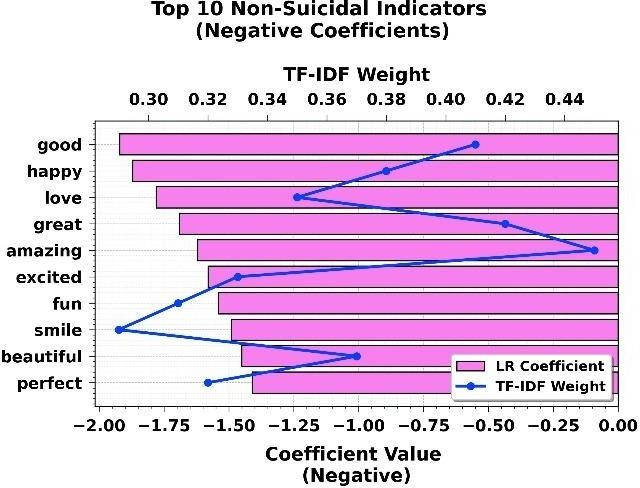 Top 10 Non-Suicidal Indicators
(Negative Coefficients)
TF-IDF Weight
0.30 0.32 0.34 0.36 0.38 0.40 0.42 0.44
good
happy
love
great
amazing
excited
fun
smile
beautiful
perfect
LR Coefficient
TF-IDF Weight
−2.00 −1.75 −1.50 −1.25 −1.00 −0.75 −0.50 −0.25 0.00
Coefficient Value
(Negative)